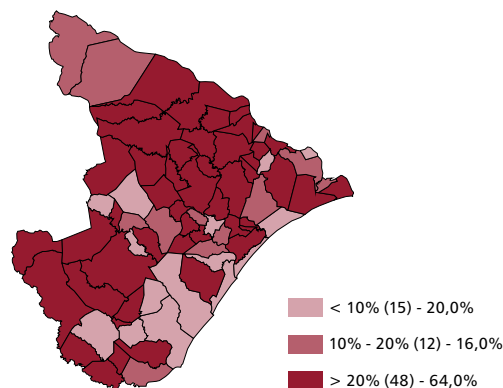 < 10% (15) - 20,0%
10% - 20% (12) - 16,0%
> 20% (48) - 64,0%